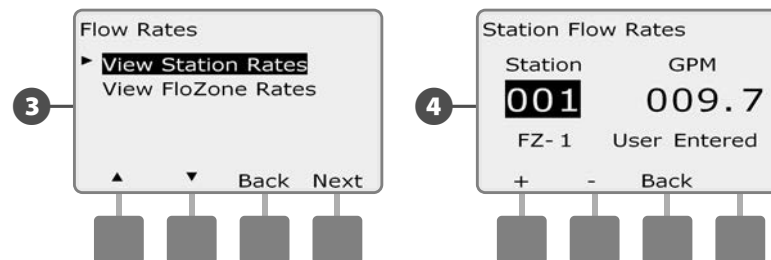 3
Flow Rates
► View Station Rates
View FloZone Rates
▲ ▼ Back Next
4
Station Flow Rates
Station GPM
001 009.7
FZ- 1 User Entered
+ - Back